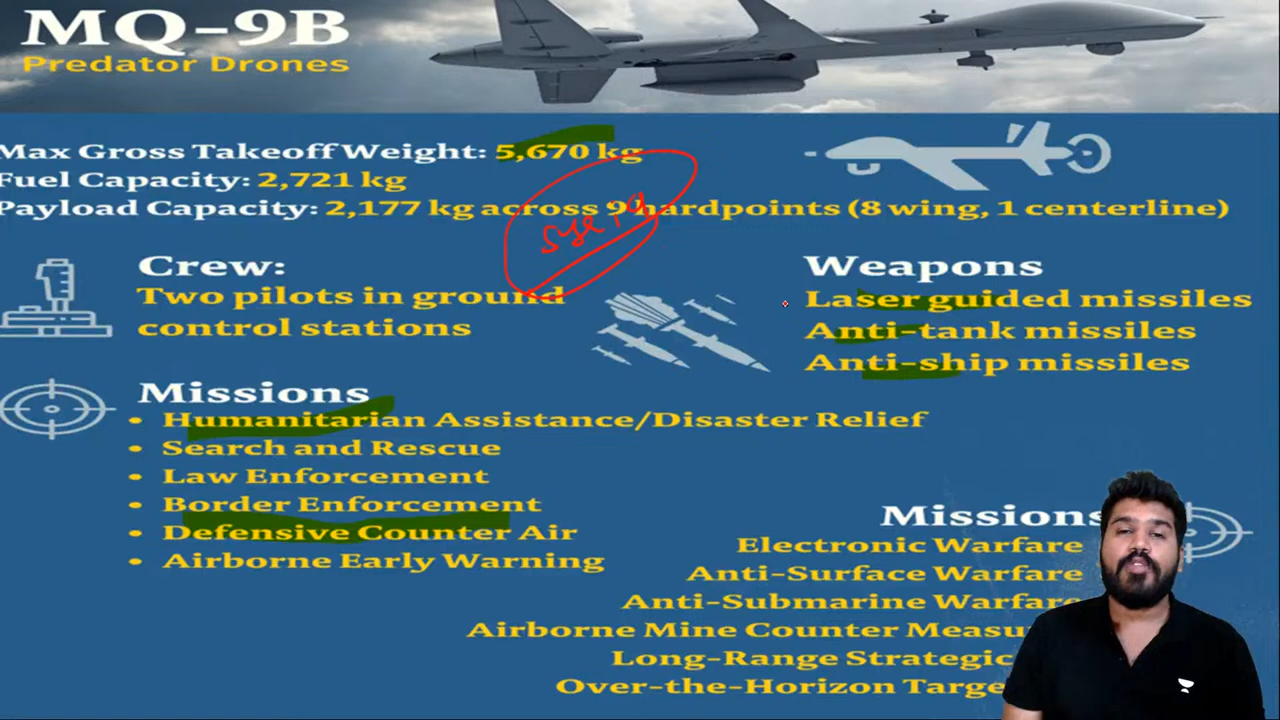 MQ-9B
Predator Drones
Max Gross Takeoff Weight: 5,670 kg
Fuel Capacity: 2,721 kg
Payload Capacity: 2,177 kg across 9 hardpoints (8 wing, 1 centerline)
Crew:
Two pilots in ground
control stations
Weapons
Laser guided missiles
Anti-tank missiles
Anti-ship missiles
Missions
• Humanitarian Assistance/Disaster Relief
• Search and Rescue
• Law Enforcement
• Border Enforcement
• Defensive Counter Air
• Airborne Early Warning
Missions
Electronic Warfare
Anti-Surface Warfare
Anti-Submarine Warfare
Airborne Mine Counter Measu
Long-Range Strategic
Over-the-Horizon Targe